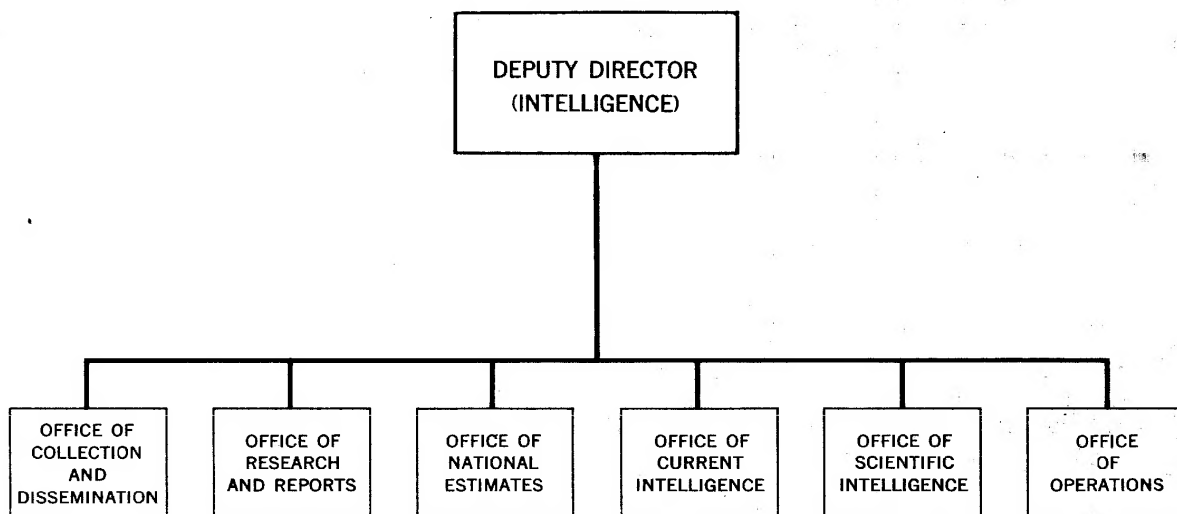 DEPUTY DIRECTOR
(INTELLIGENCE)
OFFICE OF
COLLECTION
AND
DISSEMINATION
OFFICE OF
RESEARCH
AND REPORTS
OFFICE OF
NATIONAL
ESTIMATES
OFFICE OF
CURRENT
INTELLIGENCE
OFFICE OF
SCIENTIFIC
INTELLIGENCE
OFFICE
OF
OPERATIONS